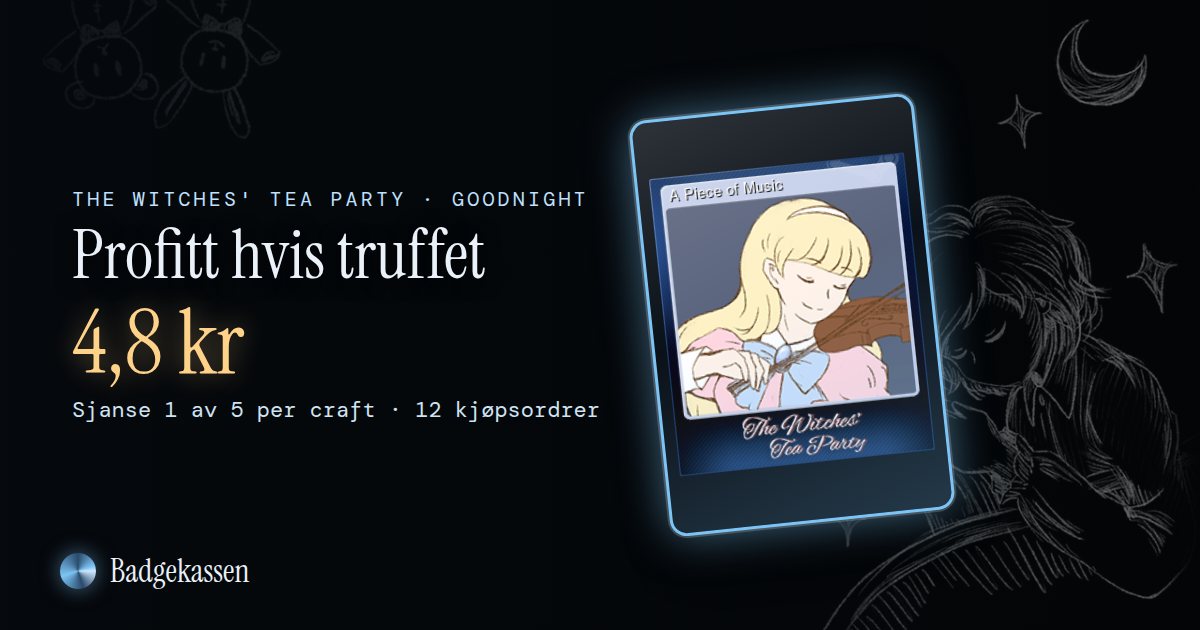 THE WITCHES' TEA PARTY · GOODNIGHT
Profitt hvis truffet
4,8 kr
Sjanse 1 av 5 per craft · 12 kjøpsordrer
A Piece of Music
The Witches'
Tea Party
Badgekassen